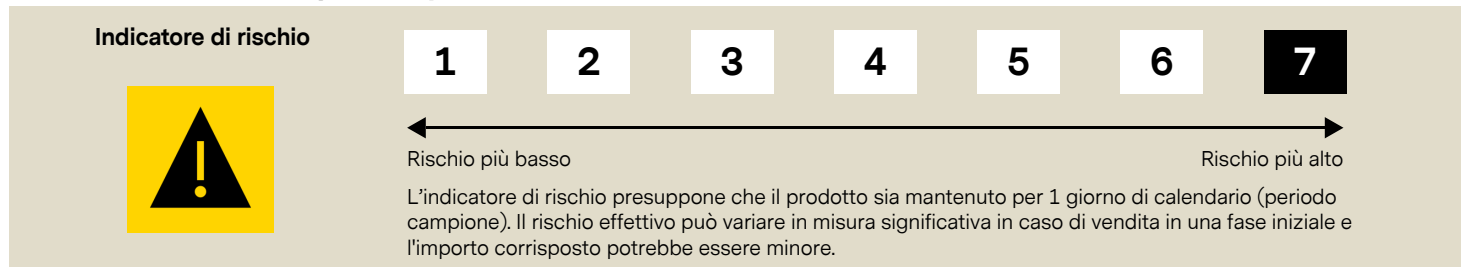 Indicatore di rischio
1 2 3 4 5 6 7
Rischio più basso Rischio più alto
L'indicatore di rischio presuppone che il prodotto sia mantenuto per 1 giorno di calendario (periodo
campione). Il rischio effettivo può variare in misura significativa in caso di vendita in una fase iniziale e
l'importo corrisposto potrebbe essere minore.